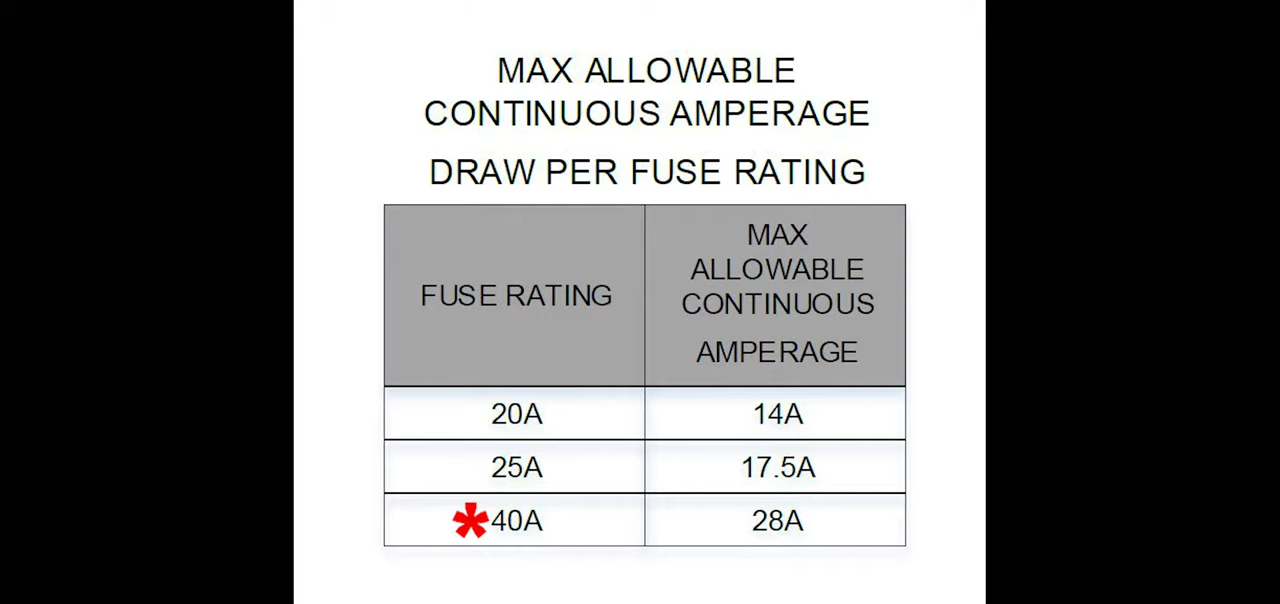 MAX ALLOWABLE
CONTINUOUS AMPERAGE
DRAW PER FUSE RATING
FUSE RATING
MAX
ALLOWABLE
CONTINUOUS
AMPERAGE
20A 14A
25A 17.5A
*40A 28A